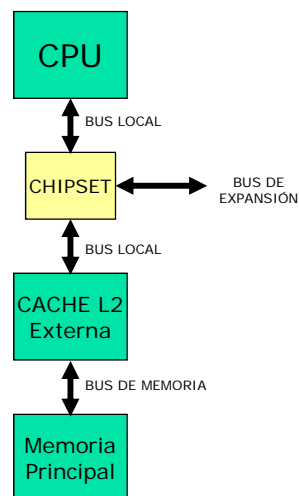 CPU
BUS LOCAL
CHIPSET
BUS DE
EXPANSIÓN
BUS LOCAL
CACHE L2
Externa
BUS DE MEMORIA
Memoria
Principal